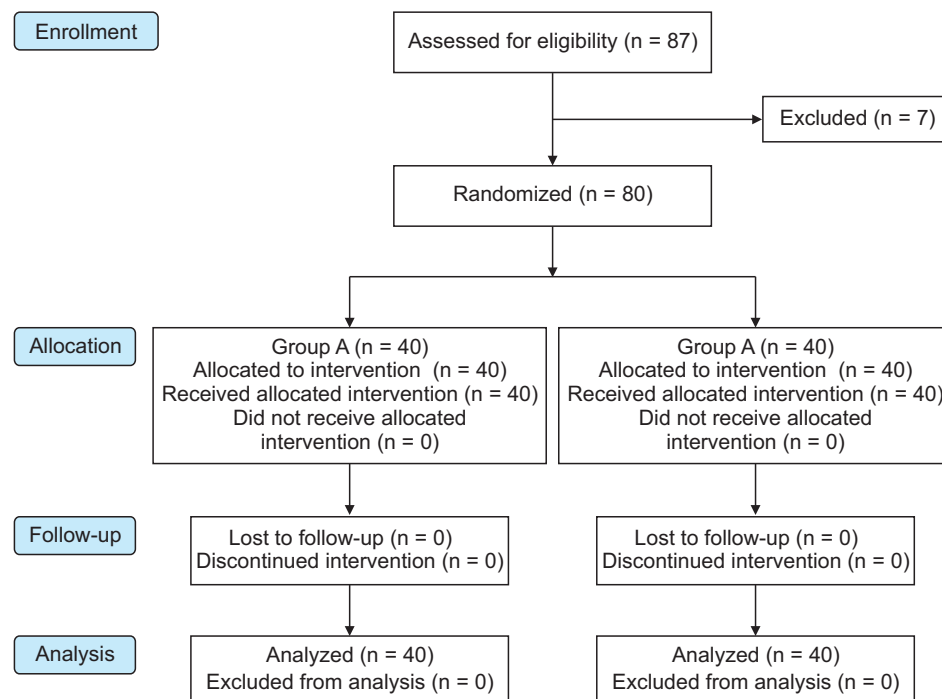 Enrollment
Assessed for eligibility (n = 87)
Excluded (n = 7)
Randomized (n = 80)
Allocation
Group A (n = 40)
Allocated to intervention (n = 40)
Received allocated intervention (n = 40)
Did not receive allocated
intervention (n = 0)
Group A (n = 40)
Allocated to intervention (n = 40)
Received allocated intervention (n = 40)
Did not receive allocated
intervention (n = 0)
Follow-up
Lost to follow-up (n = 0)
Discontinued intervention (n = 0)
Lost to follow-up (n = 0)
Discontinued intervention (n = 0)
Analysis
Analyzed (n = 40)
Excluded from analysis (n = 0)
Analyzed (n = 40)
Excluded from analysis (n = 0)